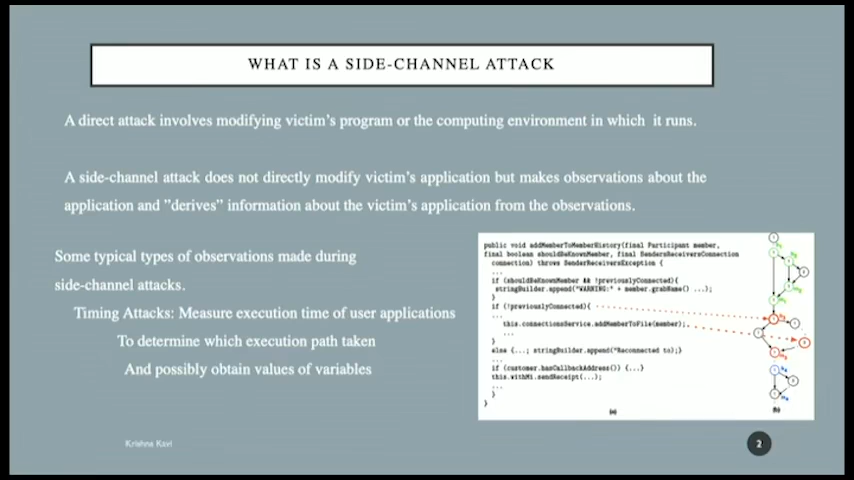 WHAT IS A SIDE-CHANNEL ATTACK
A direct attack involves modifying victim's program or the computing environment in which it runs.
A side-channel attack does not directly modify victim's application but makes observations about the
application and "derives" information about the victim's application from the observations.
Some typical types of observations made during
side-channel attacks.
Timing Attacks: Measure execution time of user applications
To determine which execution path taken
And possibly obtain values of variables
public void addMemberToMemberHistory(final Participant member,
final boolean shouldBeKnownMember, final SendersReceiversConnection
connection) throws SenderReceiversException {
...
if (shouldBeKnownMember && !previouslyConnected){
stringBuilder.append("WARNING:" + member.grabName() ...);
}
if (!previouslyConnected){
...
this.connectionsService.addMemberToFile(member);
...
}
else {...; stringBuilder.append("Reconnected to);}
...
if (customer.hasCallbackAddress()) {...}
this.withMi.sendReceipt(...);
...
}
}
(a)
Krishna Kavi
2